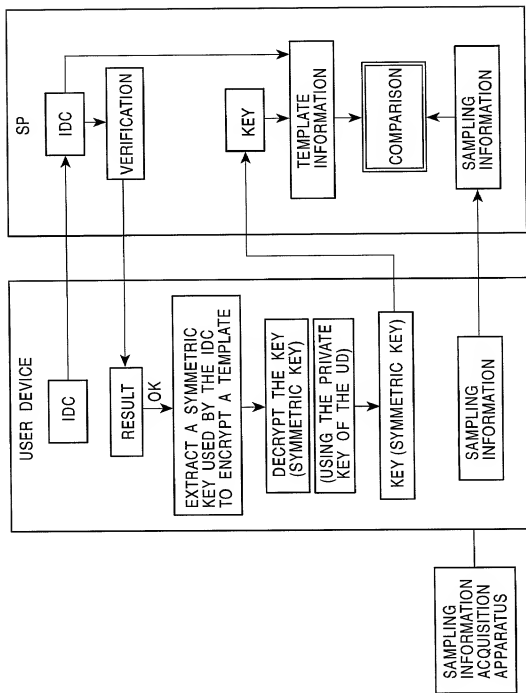 SAMPLING
INFORMATION
ACQUISITION
APPARATUS
USER DEVICE
IDC
RESULT
OK
EXTRACT A SYMMETRIC
KEY USED BY THE IDC
TO ENCRYPT A TEMPLATE
DECRYPT THE KEY
(SYMMETRIC KEY)
(USING THE PRIVATE
KEY OF THE UD)
KEY (SYMMETRIC KEY)
SAMPLING
INFORMATION
SP
IDC
VERIFICATION
KEY
TEMPLATE
INFORMATION
COMPARISON
SAMPLING
INFORMATION